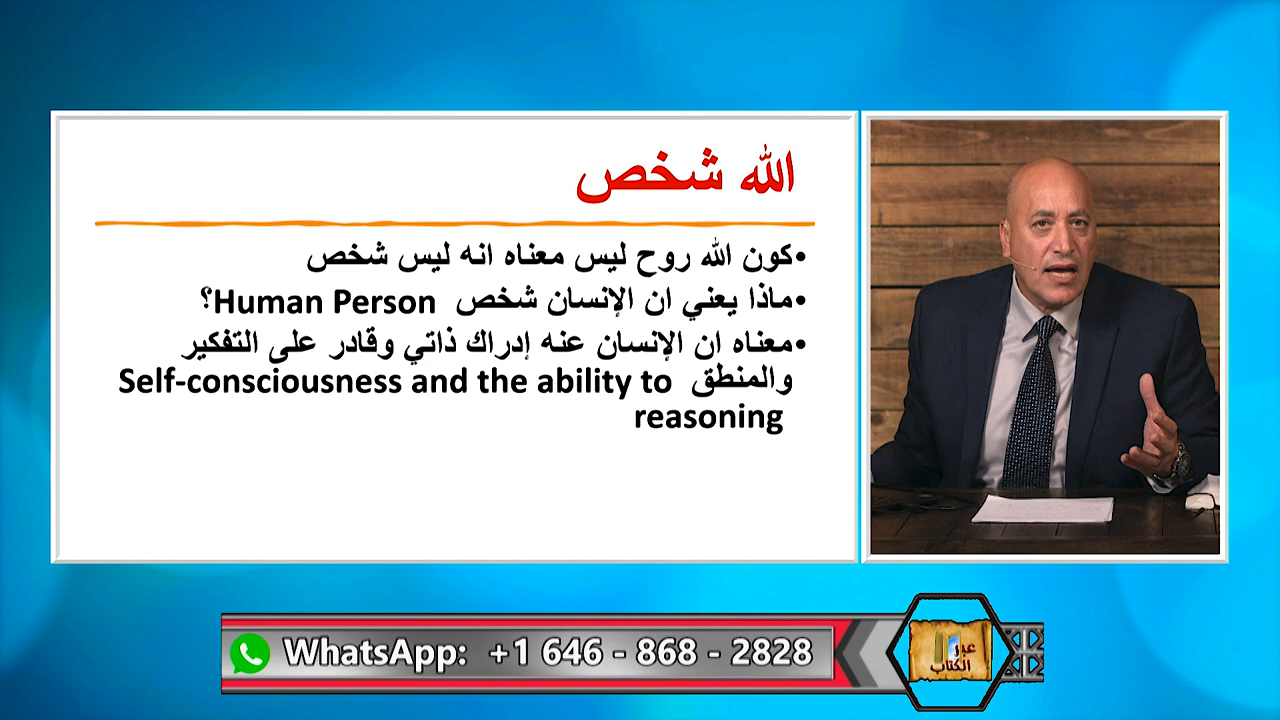 الله شخص
•كون الله روح ليس معناه انه ليس شخص
•ماذا يعني ان الإنسان شخص Human Person؟
•معناه ان الإنسان عنه إدراك ذاتي وقادر على التفكير
والمنطق Self-consciousness and the ability to
reasoning
WhatsApp: +1 646 - 868 - 2828
عبر
الكتاب